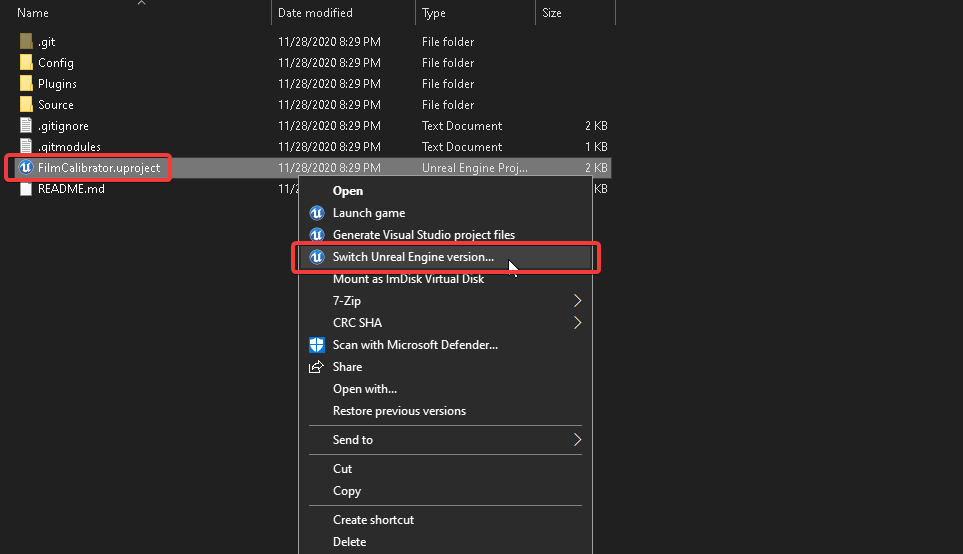 Name Date modified Type Size
.git 11/28/2020 8:29 PM File folder
Config 11/28/2020 8:29 PM File folder
Plugins 11/28/2020 8:29 PM File folder
Source 11/28/2020 8:29 PM File folder
.gitignore 11/28/2020 8:29 PM Text Document 2 KB
.gitmodules 11/28/2020 8:29 PM Text Document 1 KB
FilmCalibrator.uproject 11/28/2020 8:29 PM Unreal Engine Proj... 2 KB
README.md 11/2 KB
Open
Launch game
Generate Visual Studio project files
Switch Unreal Engine version...
Mount as ImDisk Virtual Disk
7-Zip
CRC SHA
Scan with Microsoft Defender...
Share
Open with...
Restore previous versions
Send to
Cut
Copy
Create shortcut
Delete